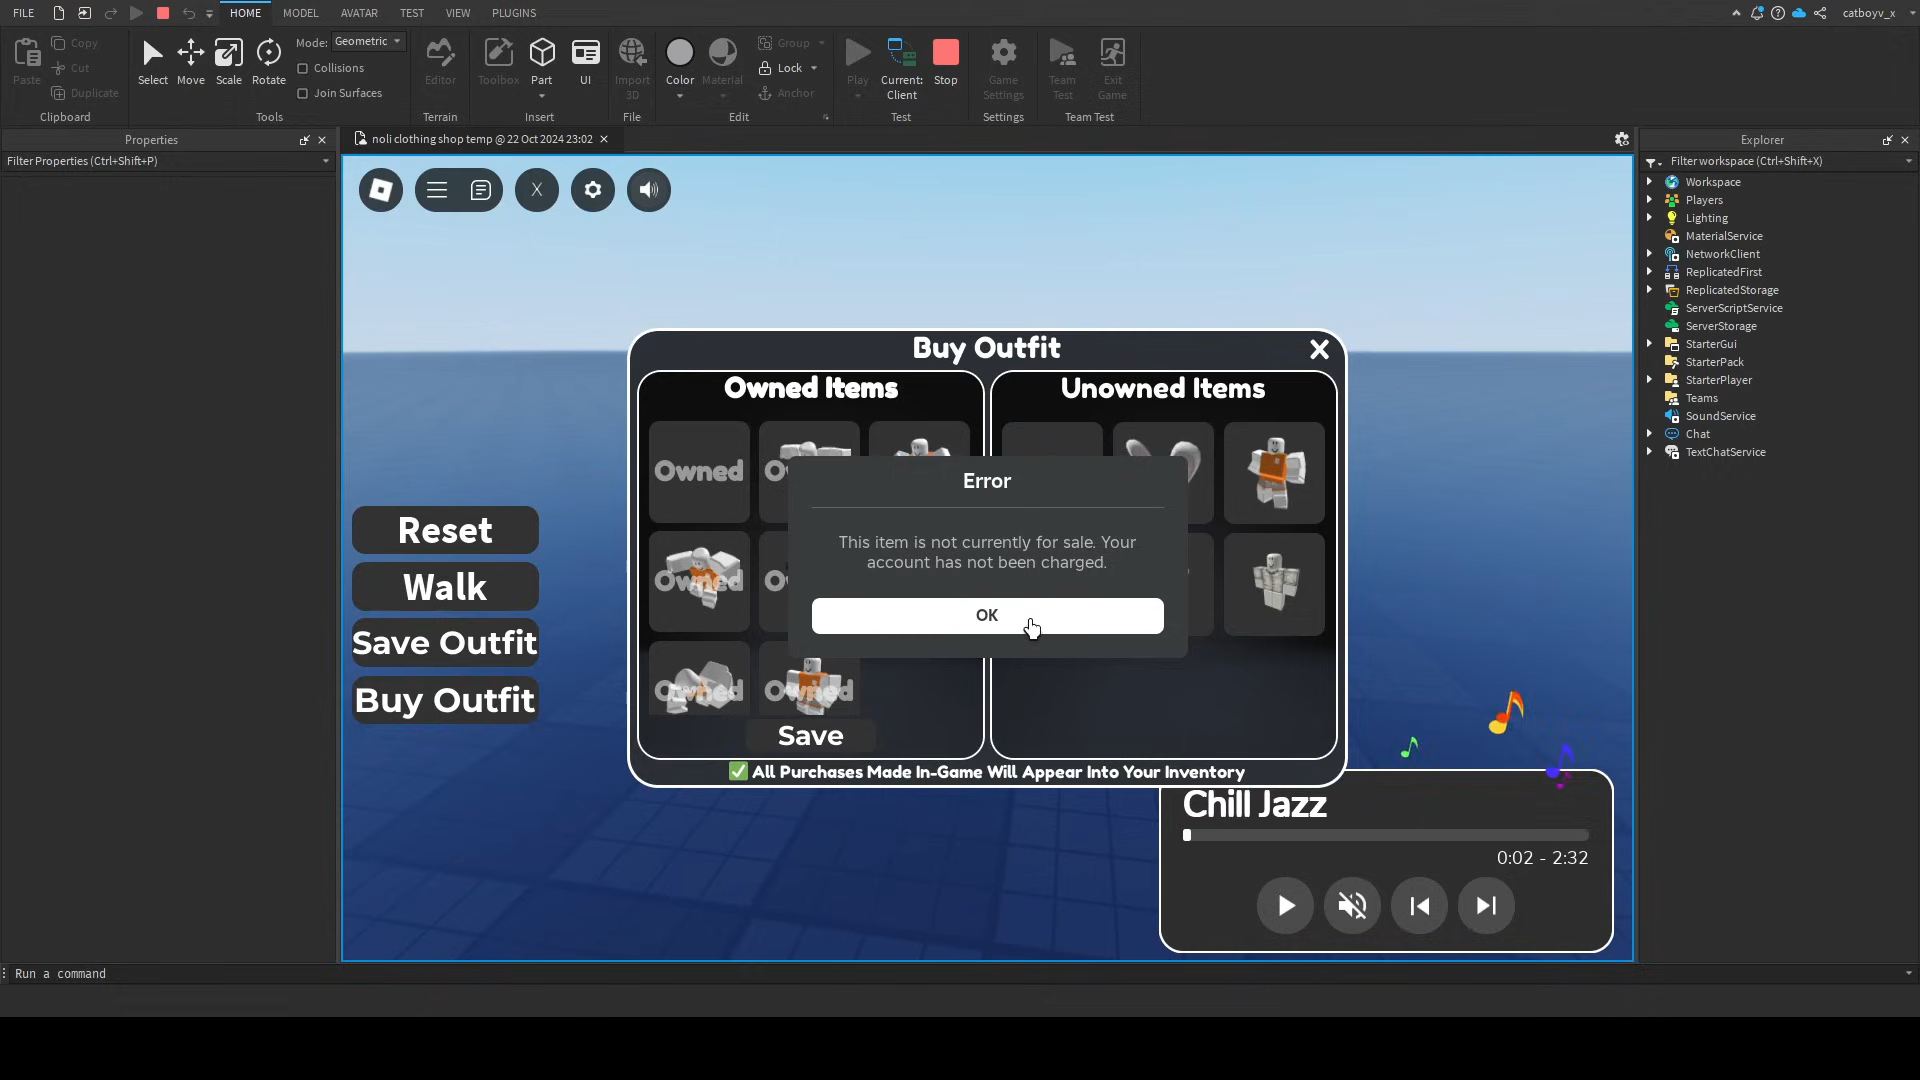 FILE
HOME
MODEL
AVATAR
TEST
VIEW
PLUGINS
catboyv_x
Paste
Copy
Cut
Duplicate
Clipboard
Select
Move
Scale
Rotate
Mode: Geometric
Collisions
Join Surfaces
Tools
Editor
Terrain
Toolbox
Part
UI
Insert
Import
3D
File
Color
Material
Group
Lock
Anchor
Edit
Play
Current:
Client
Stop
Test
Game
Settings
Settings
Team
Test
Exit
Game
Team Test
Properties
Filter Properties (Ctrl+Shift+P)
noli clothing shop temp @ 22 Oct 2024 23:02
X
Reset
Walk
Save Outfit
Buy Outfit
Buy Outfit
X
Owned Items
Unowned Items
Owned
Owned
Owned
Owned
Save
Error
This item is not currently for sale. Your
account has not been charged.
OK
✅ All Purchases Made In-Game Will Appear Into Your Inventory
Chill Jazz
0:02 - 2:32
Explorer
Filter workspace (Ctrl+Shift+X)
Workspace
Players
Lighting
MaterialService
NetworkClient
ReplicatedFirst
ReplicatedStorage
ServerScriptService
ServerStorage
StarterGui
StarterPack
StarterPlayer
Teams
SoundService
Chat
TextChatService
Run a command